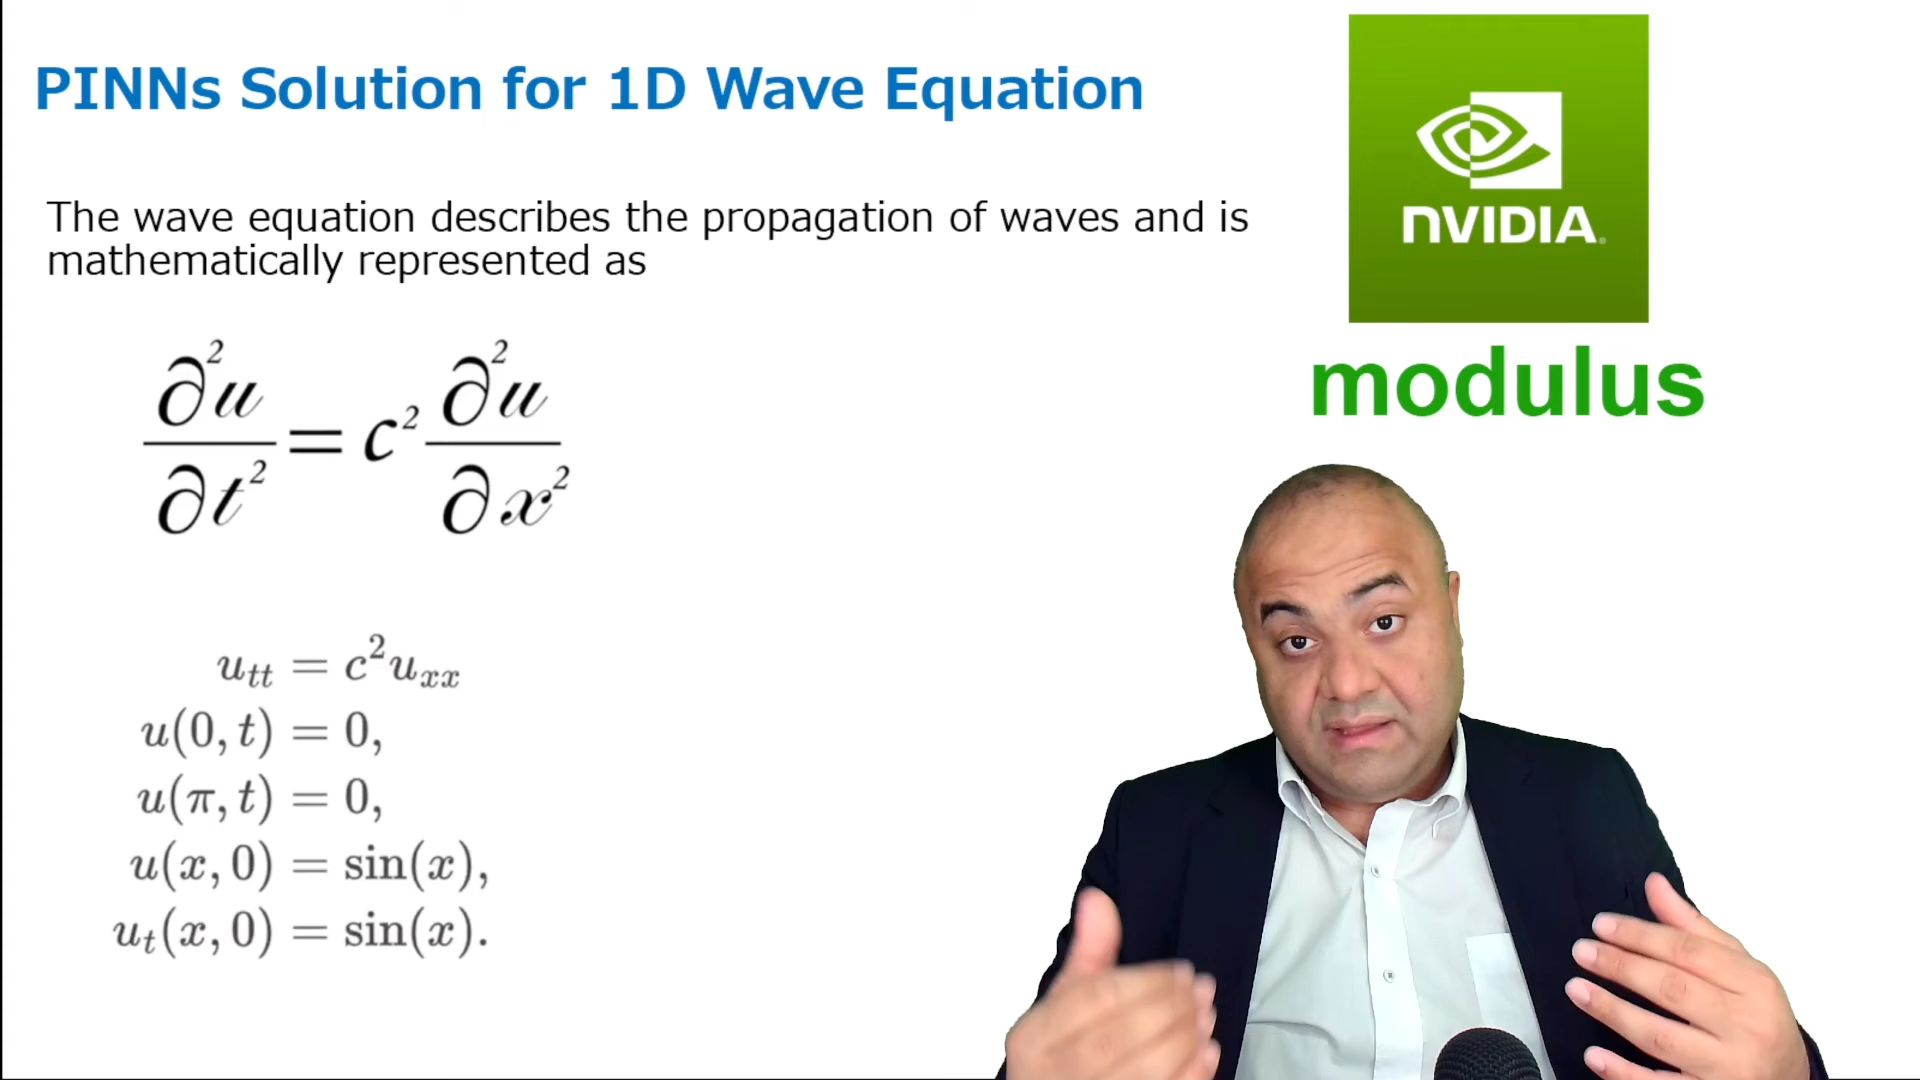 PINNs Solution for 1D Wave Equation
The wave equation describes the propagation of waves and is
mathematically represented as
∂²u/∂t² = c² ∂²u/∂x²
u_tt = c²u_xx
u(0, t) = 0,
u(π, t) = 0,
u(x, 0) = sin(x),
u_t(x, 0) = sin(x).
NVIDIA®
modulus